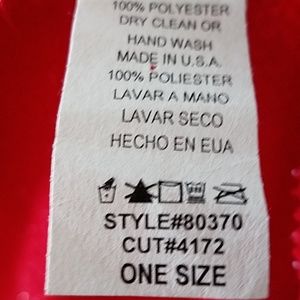 100% POLYESTER
DRY CLEAN OR
HAND WASH
MADE IN U.S.A.
100% POLIESTER
LAVAR A MANO
LAVAR SECO
HECHO EN EUA
STYLE#80370
CUT#4172
ONE SIZE